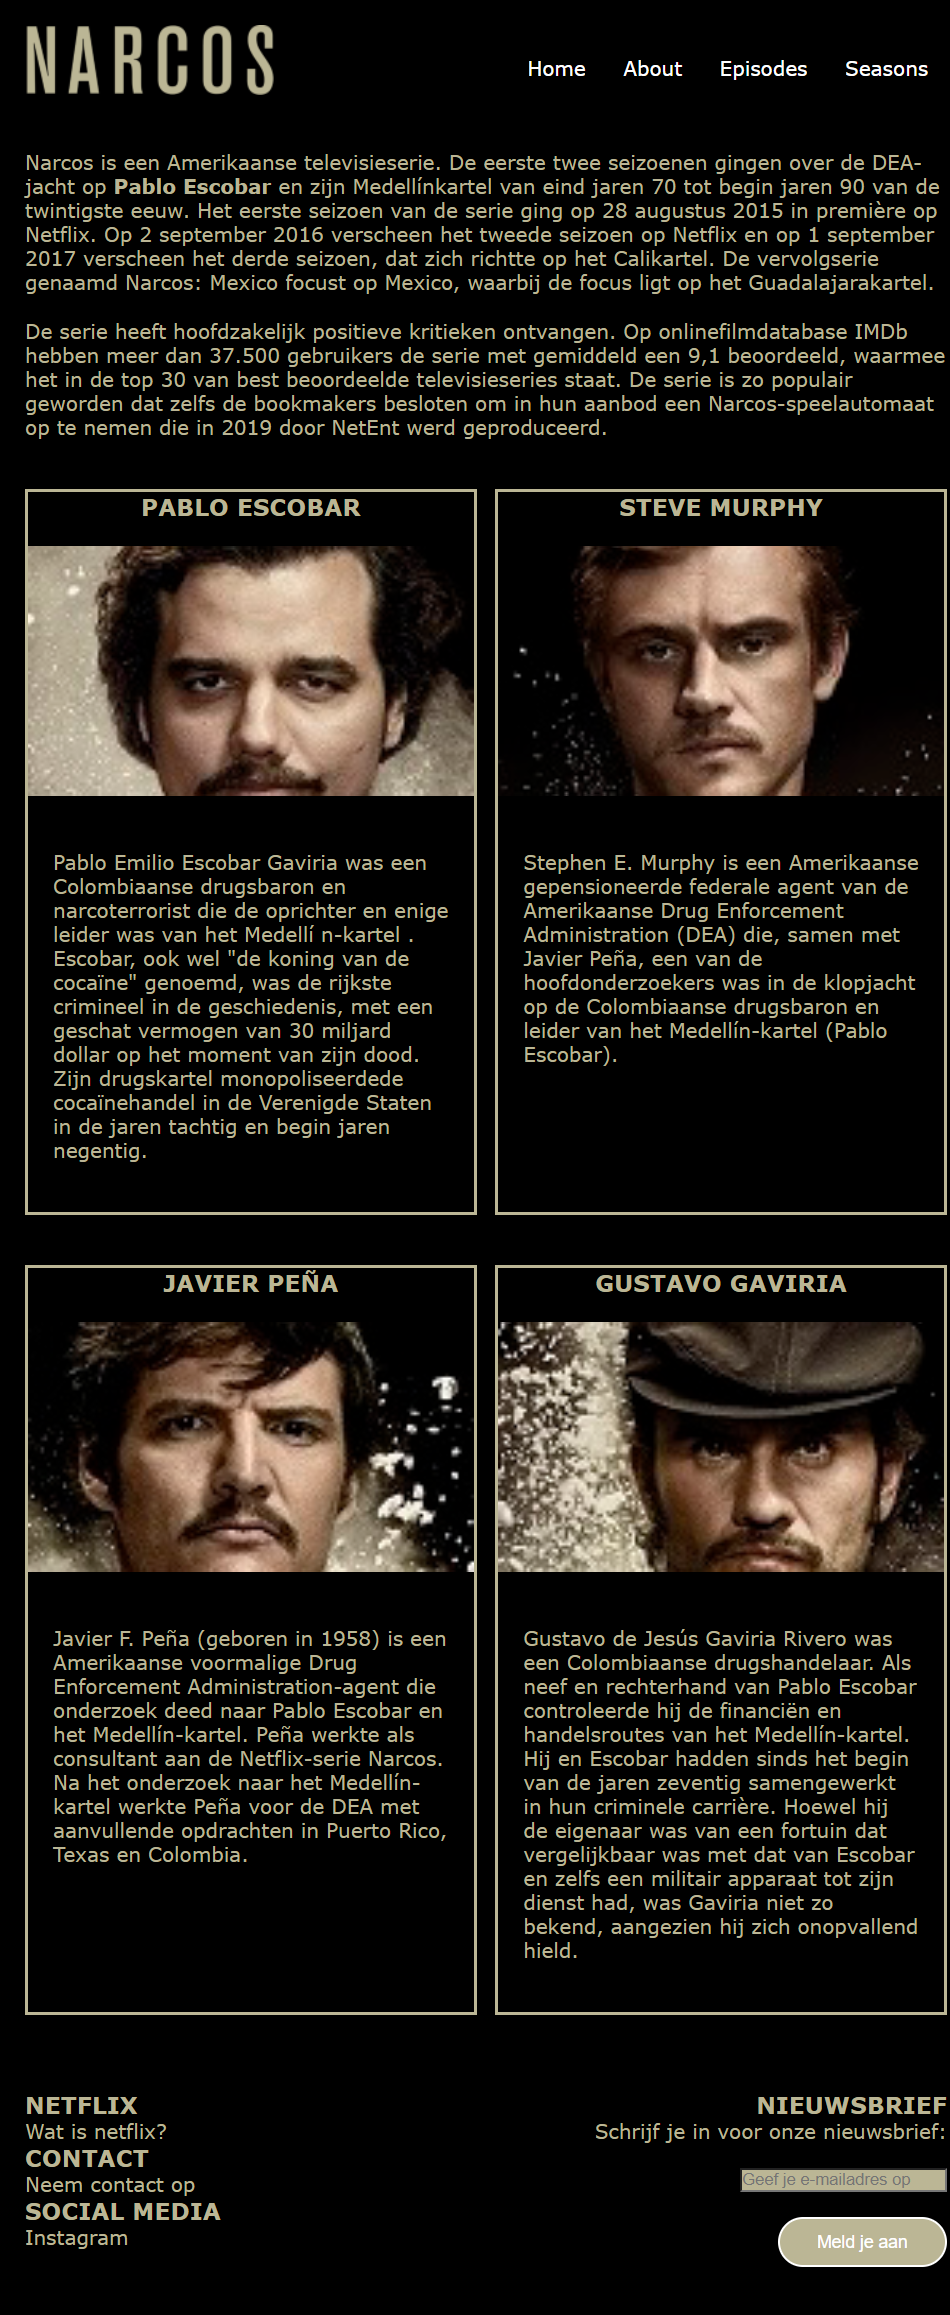 NARCOS
Home About Episodes Seasons
Narcos is een Amerikaanse televisieserie. De eerste twee seizoenen gingen over de DEA-
jacht op Pablo Escobar en zijn Medellínkartel van eind jaren 70 tot begin jaren 90 van de
twintigste eeuw. Het eerste seizoen van de serie ging op 28 augustus 2015 in première op
Netflix. Op 2 september 2016 verscheen het tweede seizoen op Netflix en op 1 september
2017 verscheen het derde seizoen, dat zich richtte op het Calikartel. De vervolgserie
genaamd Narcos: Mexico focust op Mexico, waarbij de focus ligt op het Guadalajarakartel.
De serie heeft hoofdzakelijk positieve kritieken ontvangen. Op onlinefilmdatabase IMDb
hebben meer dan 37.500 gebruikers de serie met gemiddeld een 9,1 beoordeeld, waarmee
het in de top 30 van best beoordeelde televisieseries staat. De serie is zo populair
geworden dat zelfs de bookmakers besloten om in hun aanbod een Narcos-speelautomaat
op te nemen die in 2019 door NetEnt werd geproduceerd.
PABLO ESCOBAR
Pablo Emilio Escobar Gaviria was een
Colombiaanse drugsbaron en
narcoterrorist die de oprichter en enige
leider was van het Medellí n-kartel .
Escobar, ook wel "de koning van de
cocaïne" genoemd, was de rijkste
crimineel in de geschiedenis, met een
geschat vermogen van 30 miljard
dollar op het moment van zijn dood.
Zijn drugskartel monopoliseerdede
cocaïnehandel in de Verenigde Staten
in de jaren tachtig en begin jaren
negentig.
STEVE MURPHY
Stephen E. Murphy is een Amerikaanse
gepensioneerde federale agent van de
Amerikaanse Drug Enforcement
Administration (DEA) die, samen met
Javier Peña, een van de
hoofdonderzoekers was in de klopjacht
op de Colombiaanse drugsbaron en
leider van het Medellín-kartel (Pablo
Escobar).
JAVIER PEÑA
Javier F. Peña (geboren in 1958) is een
Amerikaanse voormalige Drug
Enforcement Administration-agent die
onderzoek deed naar Pablo Escobar en
het Medellín-kartel. Peña werkte als
consultant aan de Netflix-serie Narcos.
Na het onderzoek naar het Medellín-
kartel werkte Peña voor de DEA met
aanvullende opdrachten in Puerto Rico,
Texas en Colombia.
GUSTAVO GAVIRIA
Gustavo de Jesús Gaviria Rivero was
een Colombiaanse drugshandelaar. Als
neef en rechterhand van Pablo Escobar
controleerde hij de financiën en
handelsroutes van het Medellín-kartel.
Hij en Escobar hadden sinds het begin
van de jaren zeventig samengewerkt
in hun criminele carrière. Hoewel hij
de eigenaar was van een fortuin dat
vergelijkbaar was met dat van Escobar
en zelfs een militair apparaat tot zijn
dienst had, was Gaviria niet zo
bekend, aangezien hij zich onopvallend
hield.
NETFLIX
Wat is netflix?
CONTACT
Neem contact op
SOCIAL MEDIA
Instagram
NIEUWSBRIEF
Schrijf je in voor onze nieuwsbrief:
Geef je e-mailadres op
Meld je aan